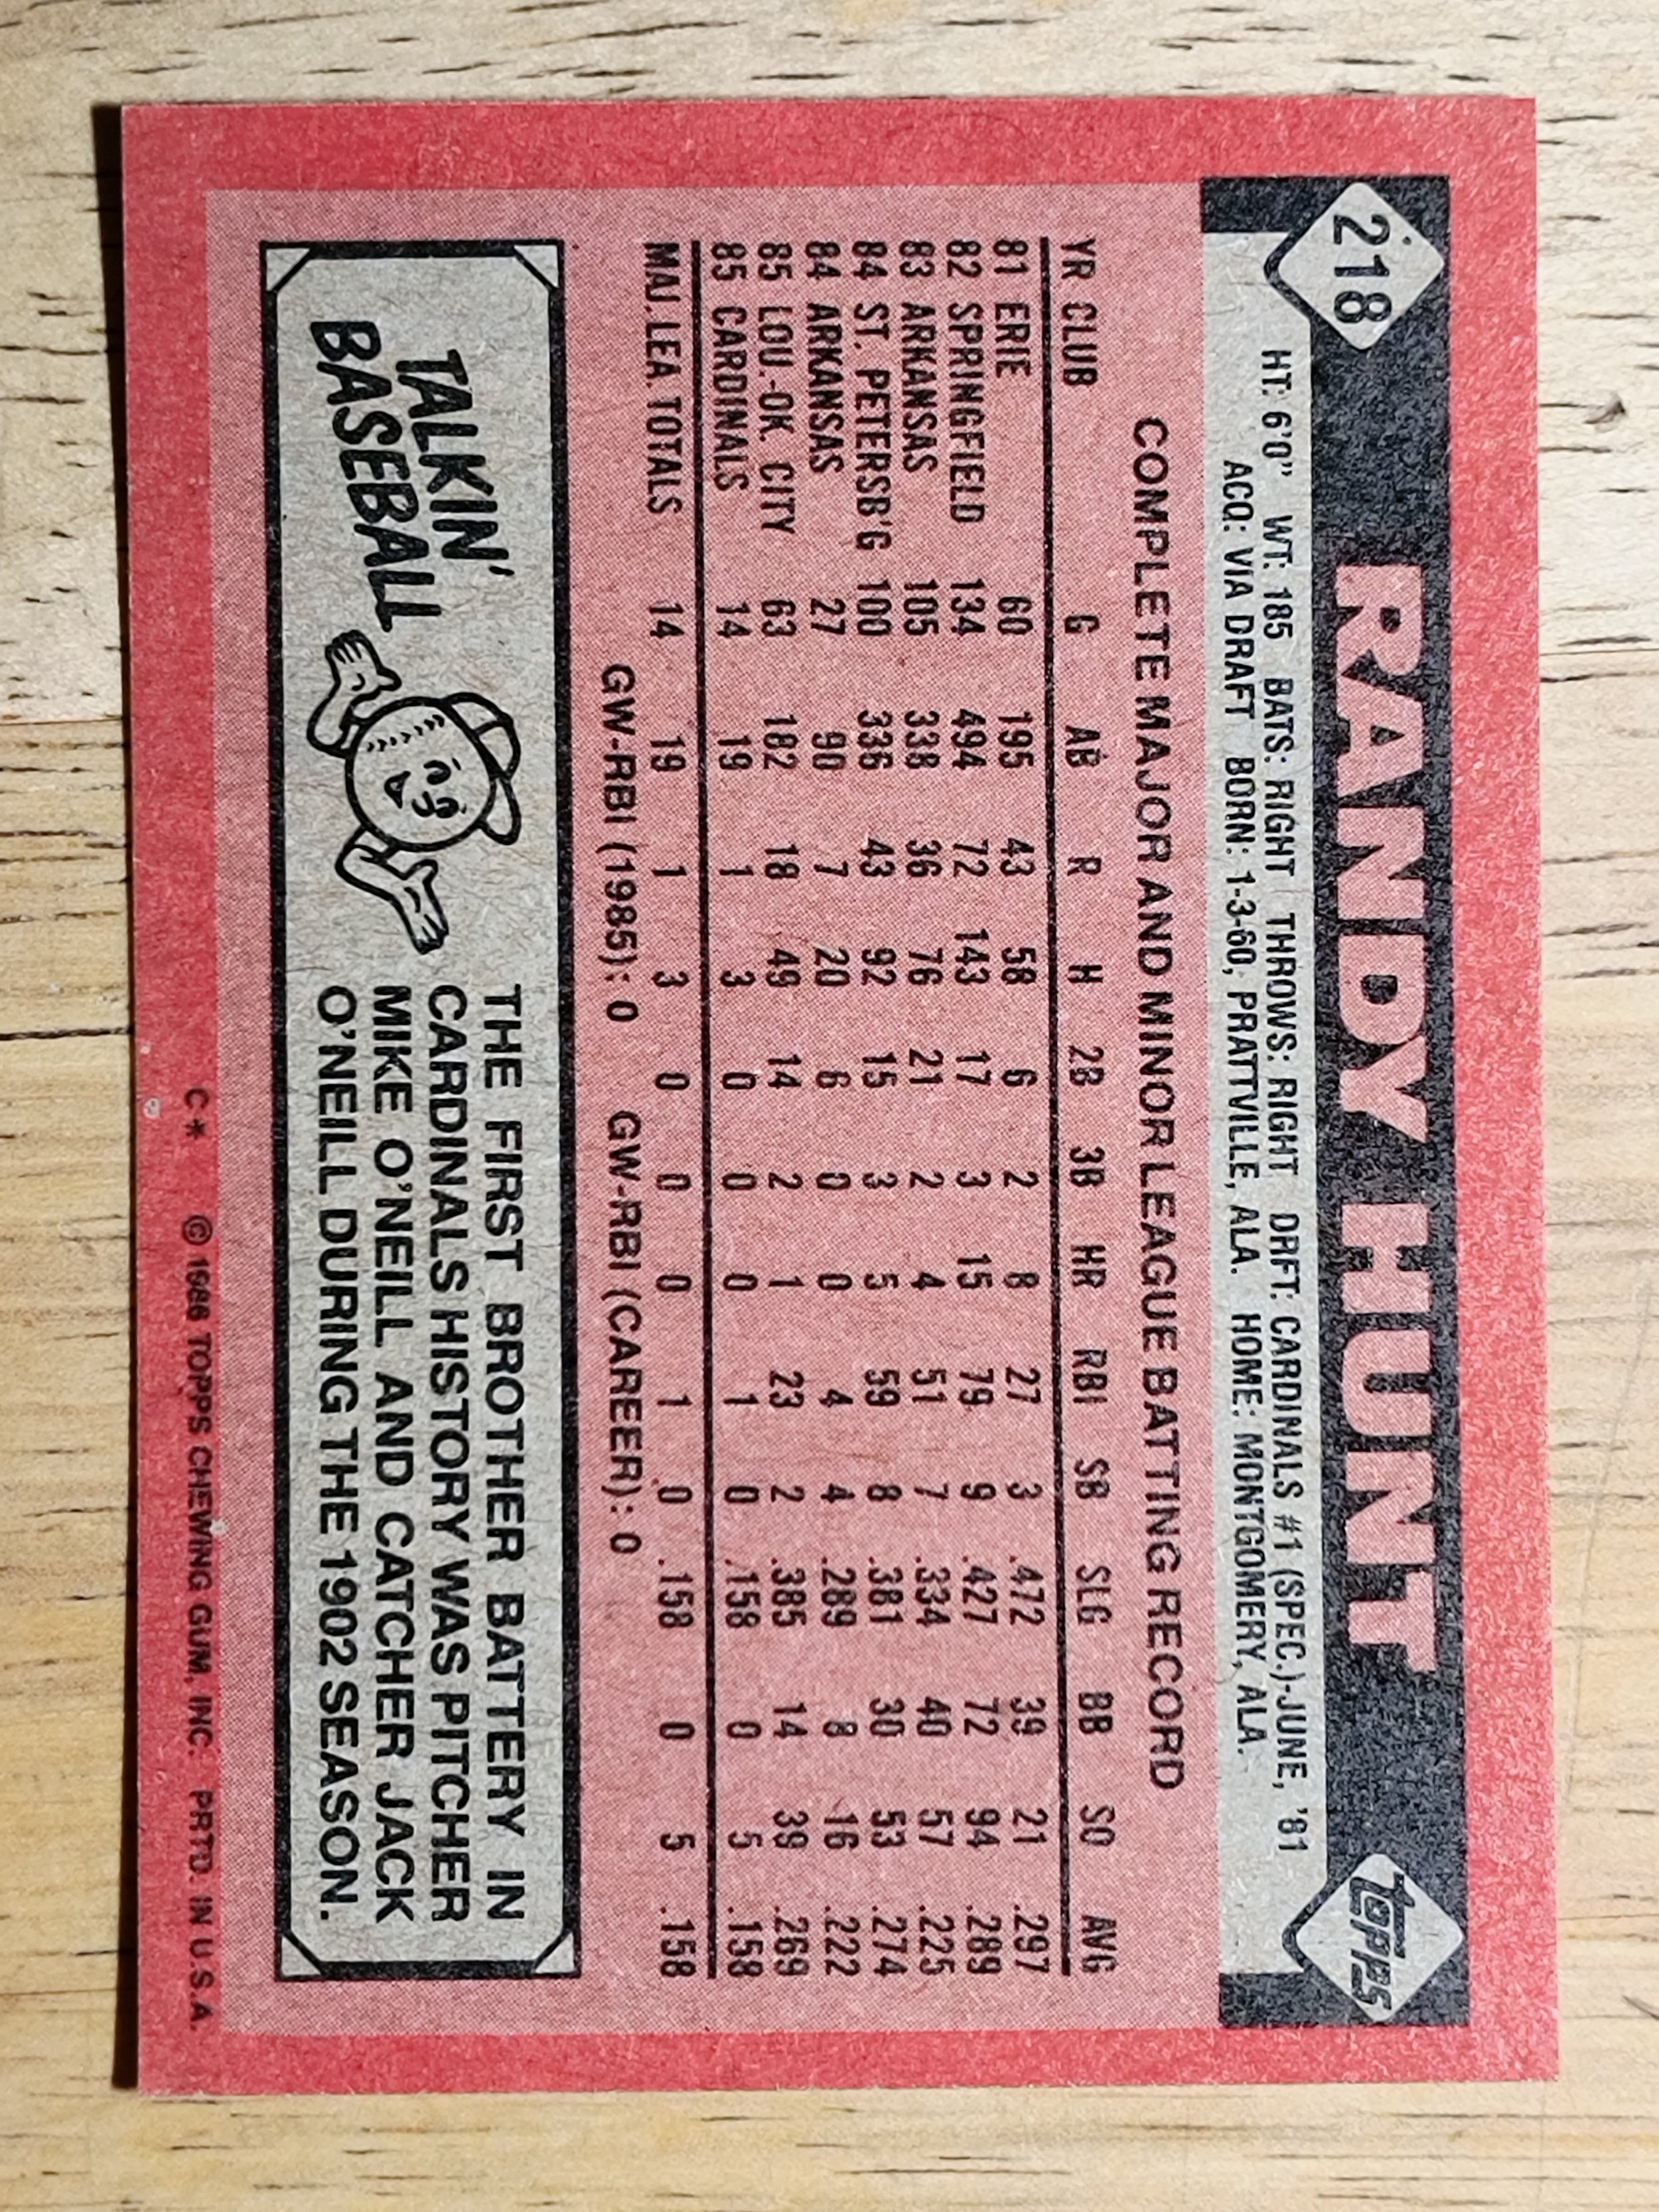 218
RANDY HUNT
topps
HT: 6'0" WT: 185 BATS: RIGHT THROWS: RIGHT DRFT: CARDINALS #1 (SPEC.)-JUNE, '81
ACQ: VIA DRAFT BORN: 1-3-60, PRATTVILLE, ALA. HOME: MONTGOMERY, ALA.
COMPLETE MAJOR AND MINOR LEAGUE BATTING RECORD
YR CLUB G AB R H 2B 3B HR RBI SB SLG BB SO AVG
81 ERIE 60 195 43 58 6 2 8 27 3 .472 39 21 .297
82 SPRINGFIELD 134 494 72 143 17 3 15 79 9 .427 72 94 .289
83 ARKANSAS 105 338 36 76 21 2 4 51 7 .334 40 57 .225
84 ST. PETERSB'G 100 336 43 92 15 3 5 59 8 .381 30 53 .274
84 ARKANSAS 27 90 7 20 6 0 0 4 4 .289 8 16 .222
85 LOU.-OK. CITY 63 182 18 49 14 2 1 23 2 .385 14 39 .269
85 CARDINALS 14 19 1 3 0 0 0 1 0 .158 0 5 .158
MAJ. LEA. TOTALS 14 19 1 3 0 0 0 1 0 .158 0 5 .158
GW-RBI (1985): 0 GW-RBI (CAREER): 0
TALKIN'
BASEBALL
THE FIRST BROTHER BATTERY IN
CARDINALS HISTORY WAS PITCHER
MIKE O'NEILL AND CATCHER JACK
O'NEILL DURING THE 1902 SEASON.
C* © 1986 TOPPS CHEWING GUM, INC. PRTD. IN U.S.A.